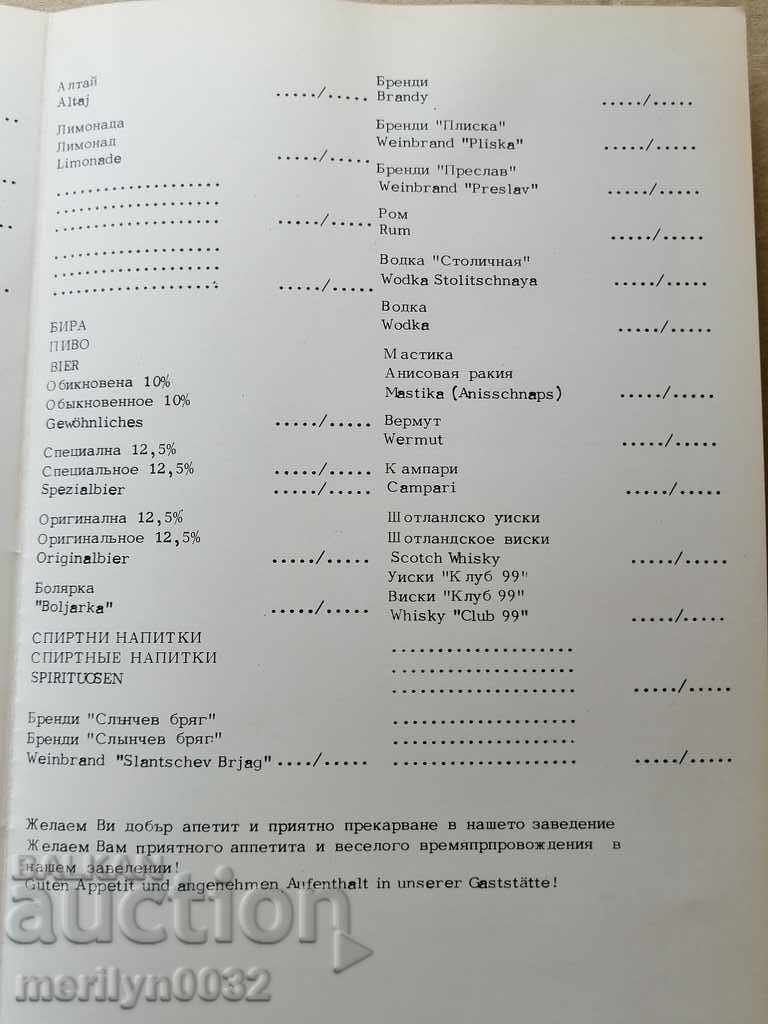 Алтай
Altaj ...../.....
Лимонада
Лимонад
Limonade ...../.....
...................
...................
................... ...../.....
...................
...................
................... ...../.....
БИРА
ПИВО
BIER
Обикновена 10%
Обыкновенное 10%
Gewöhnliches ...../.....
Специална 12,5%
Специальное 12,5% ...../.....
Spezialbier ...../.....
Оригинална 12,5%
Оригинальное 12,5%
Originalbier ...../.....
Болярка
"Boljarka" ...../.....
СПИРТНИ НАПИТКИ
СПИРТНЫЕ НАПИТКИ
SPIRITUOSEN
Бренди "Слънчев бряг"
Бренди "Слынчев бряг"
Weinbrand "Slantschev Brjag" ..../.....
Бренди
Brandy ...../.....
Бренди "Плиска"
Weinbrand "Pliska" ...../.....
Бренди "Преслав"
Weinbrand "Preslav" ...../.....
Ром
Rum ...../.....
Водка "Столичная"
Wodka Stolitschnaya ...../.....
Водка
Wodka ...../.....
Мастика
Анисовая ракия
Mastika (Anisschnaps) ...../.....
Вермут
Wermut ...../.....
Кампари
Campari ...../.....
Шотланлско уиски
Шотландское виски
Scotch Whisky ...../.....
Уиски "Клуб 99"
Виски "Клуб 99"
Whisky "Club 99" ...../.....
.....................
.....................
..................... ...../.....
.....................
.....................
..................... ...../.....
Желаем Ви добър апетит и приятно прекарване в нашето заведение
Желаем Вам приятного аппетита и веселого времяпрпровождения в
нашем завелении!
Guten Appetit und angenehmen Aufenthalt in unserer Gaststätte!
BALKAN
auction
merilyn0032